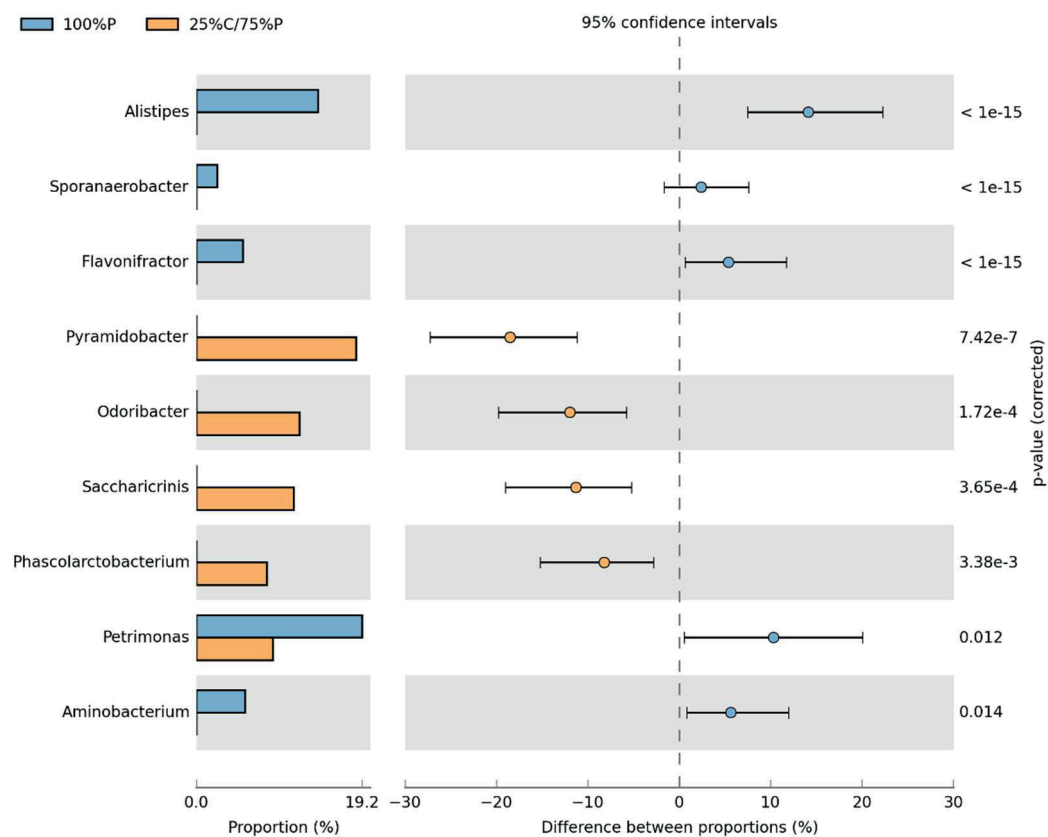 100%P 25%C/75%P
95% confidence intervals
Alistipes < 1e-15
Sporanaerobacter < 1e-15
Flavonifractor < 1e-15
Pyramidobacter 7.42e-7
Odoribacter 1.72e-4
Saccharicrinis 3.65e-4
Phascolarctobacterium 3.38e-3
Petrimonas 0.012
Aminobacterium 0.014
p-value (corrected)
0.0 19.2 −30 −20 −10 0 10 20 30
Proportion (%) Difference between proportions (%)